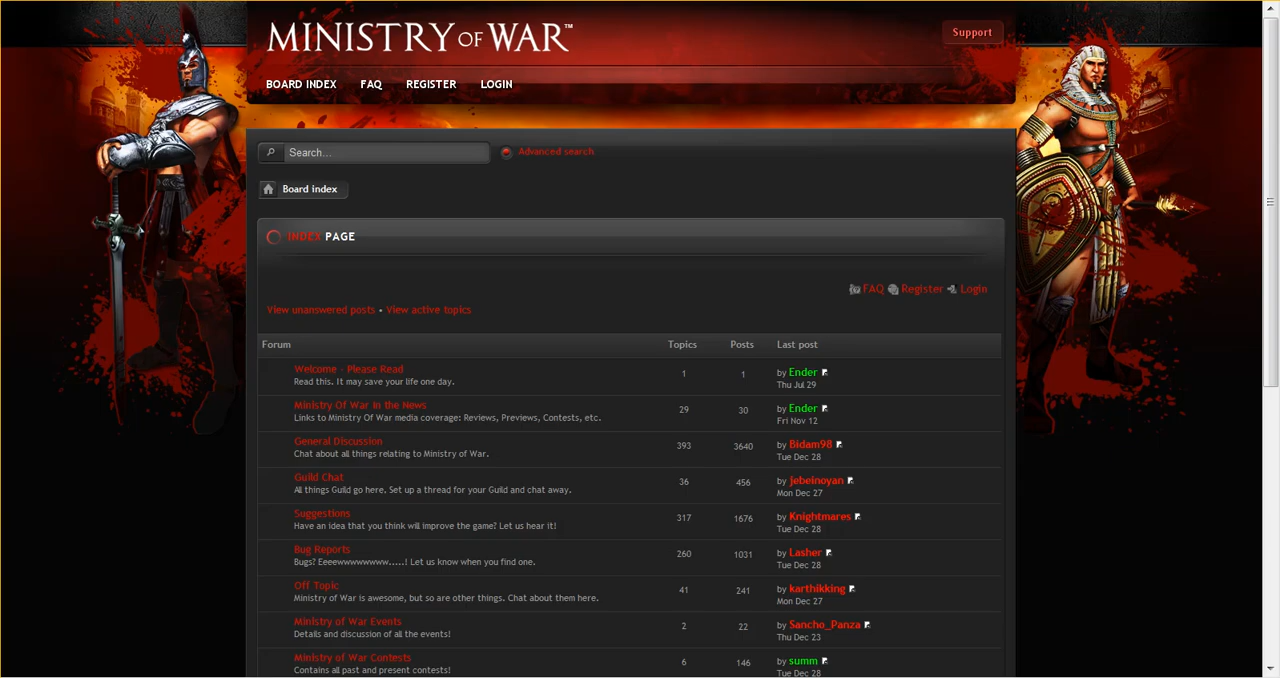 MINISTRY OF WAR™
Support
BOARD INDEX FAQ REGISTER LOGIN
Search...
Advanced search
Board index
INDEX PAGE
FAQ Register Login
View unanswered posts • View active topics
Forum Topics Posts Last post
Welcome - Please Read
Read this. It may save your life one day.
1 1
by Ender
Thu Jul 29
Ministry Of War in the News
Links to Ministry Of War media coverage: Reviews, Previews, Contests, etc.
29 30
by Ender
Fri Nov 12
General Discussion
Chat about all things relating to Ministry of War.
393 3640
by Bidam98
Tue Dec 28
Guild Chat
All things Guild go here. Set up a thread for your Guild and chat away.
36 456
by jebeinoyan
Mon Dec 27
Suggestions
Have an idea that you think will improve the game? Let us hear it!
317 1676
by Knightmares
Tue Dec 28
Bug Reports
Bugs? Eeeewwwwwwww.....! Let us know when you find one.
260 1031
by Lasher
Tue Dec 28
Off Topic
Ministry of War is awesome, but so are other things. Chat about them here.
41 241
by karthikking
Mon Dec 27
Ministry of War Events
Details and discussion of all the events!
2 22
by Sancho_Panza
Thu Dec 23
Ministry of War Contests
Contains all past and present contests!
6 146
by summ
Tue Dec 28